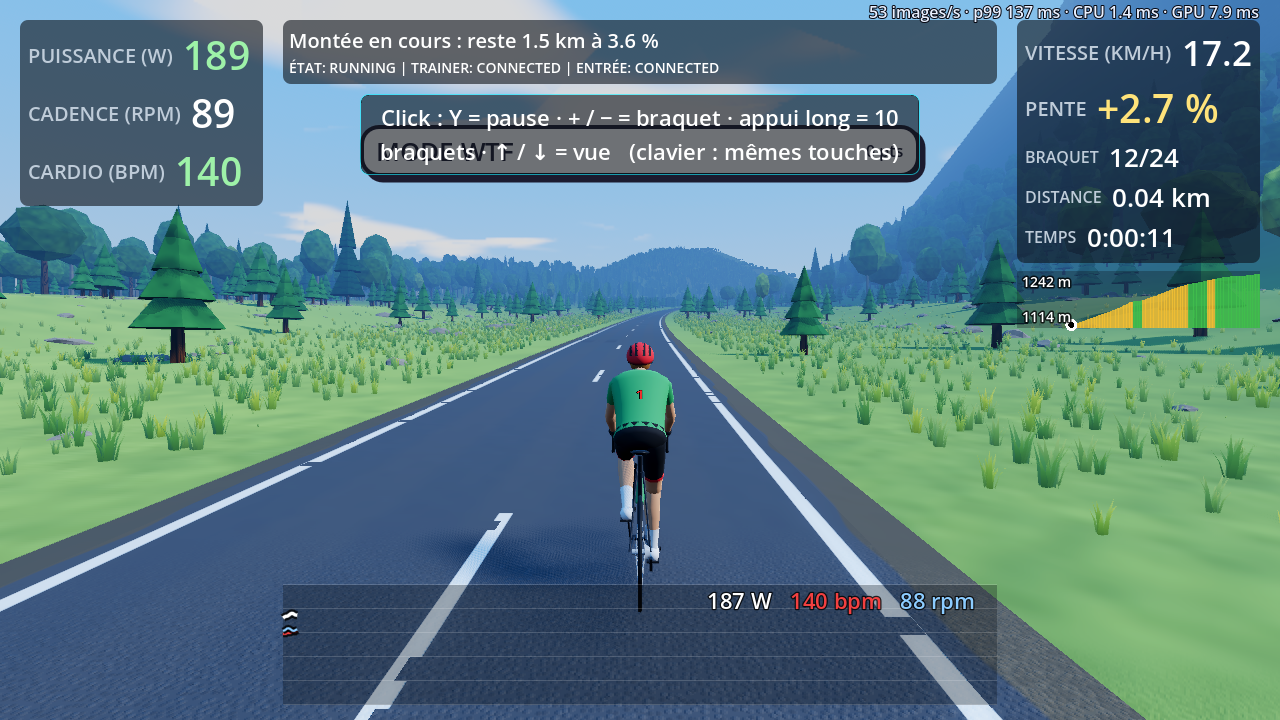 53 images/s · p99 137 ms · CPU 1.4 ms · GPU 7.9 ms
PUISSANCE (W) 189
CADENCE (RPM) 89
CARDIO (BPM) 140
Montée en cours : reste 1.5 km à 3.6 %
ÉTAT: RUNNING | TRAINER: CONNECTED | ENTRÉE: CONNECTED
Click : Y = pause · + / − = braquet · appui long = 10
braquets · ↑ / ↓ = vue (clavier : mêmes touches)
MODE WTF
VITESSE (KM/H) 17.2
PENTE +2.7 %
BRAQUET 12/24
DISTANCE 0.04 km
TEMPS 0:00:11
1242 m
1114 m
1
187 W 140 bpm 88 rpm